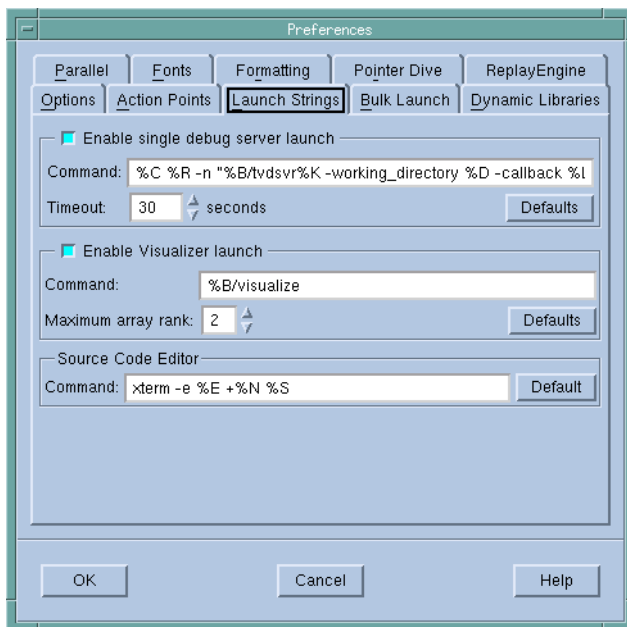 Preferences
Parallel Fonts Formatting Pointer Dive ReplayEngine
Options Action Points Launch Strings Bulk Launch Dynamic Libraries
Enable single debug server launch
Command: %C %R -n "%B/tvdsvr%K -working_directory %D -callback %l
Timeout: 30 seconds Defaults
Enable Visualizer launch
Command: %B/visualize
Maximum array rank: 2 Defaults
Source Code Editor
Command: xterm -e %E +%N %S Default
OK Cancel Help